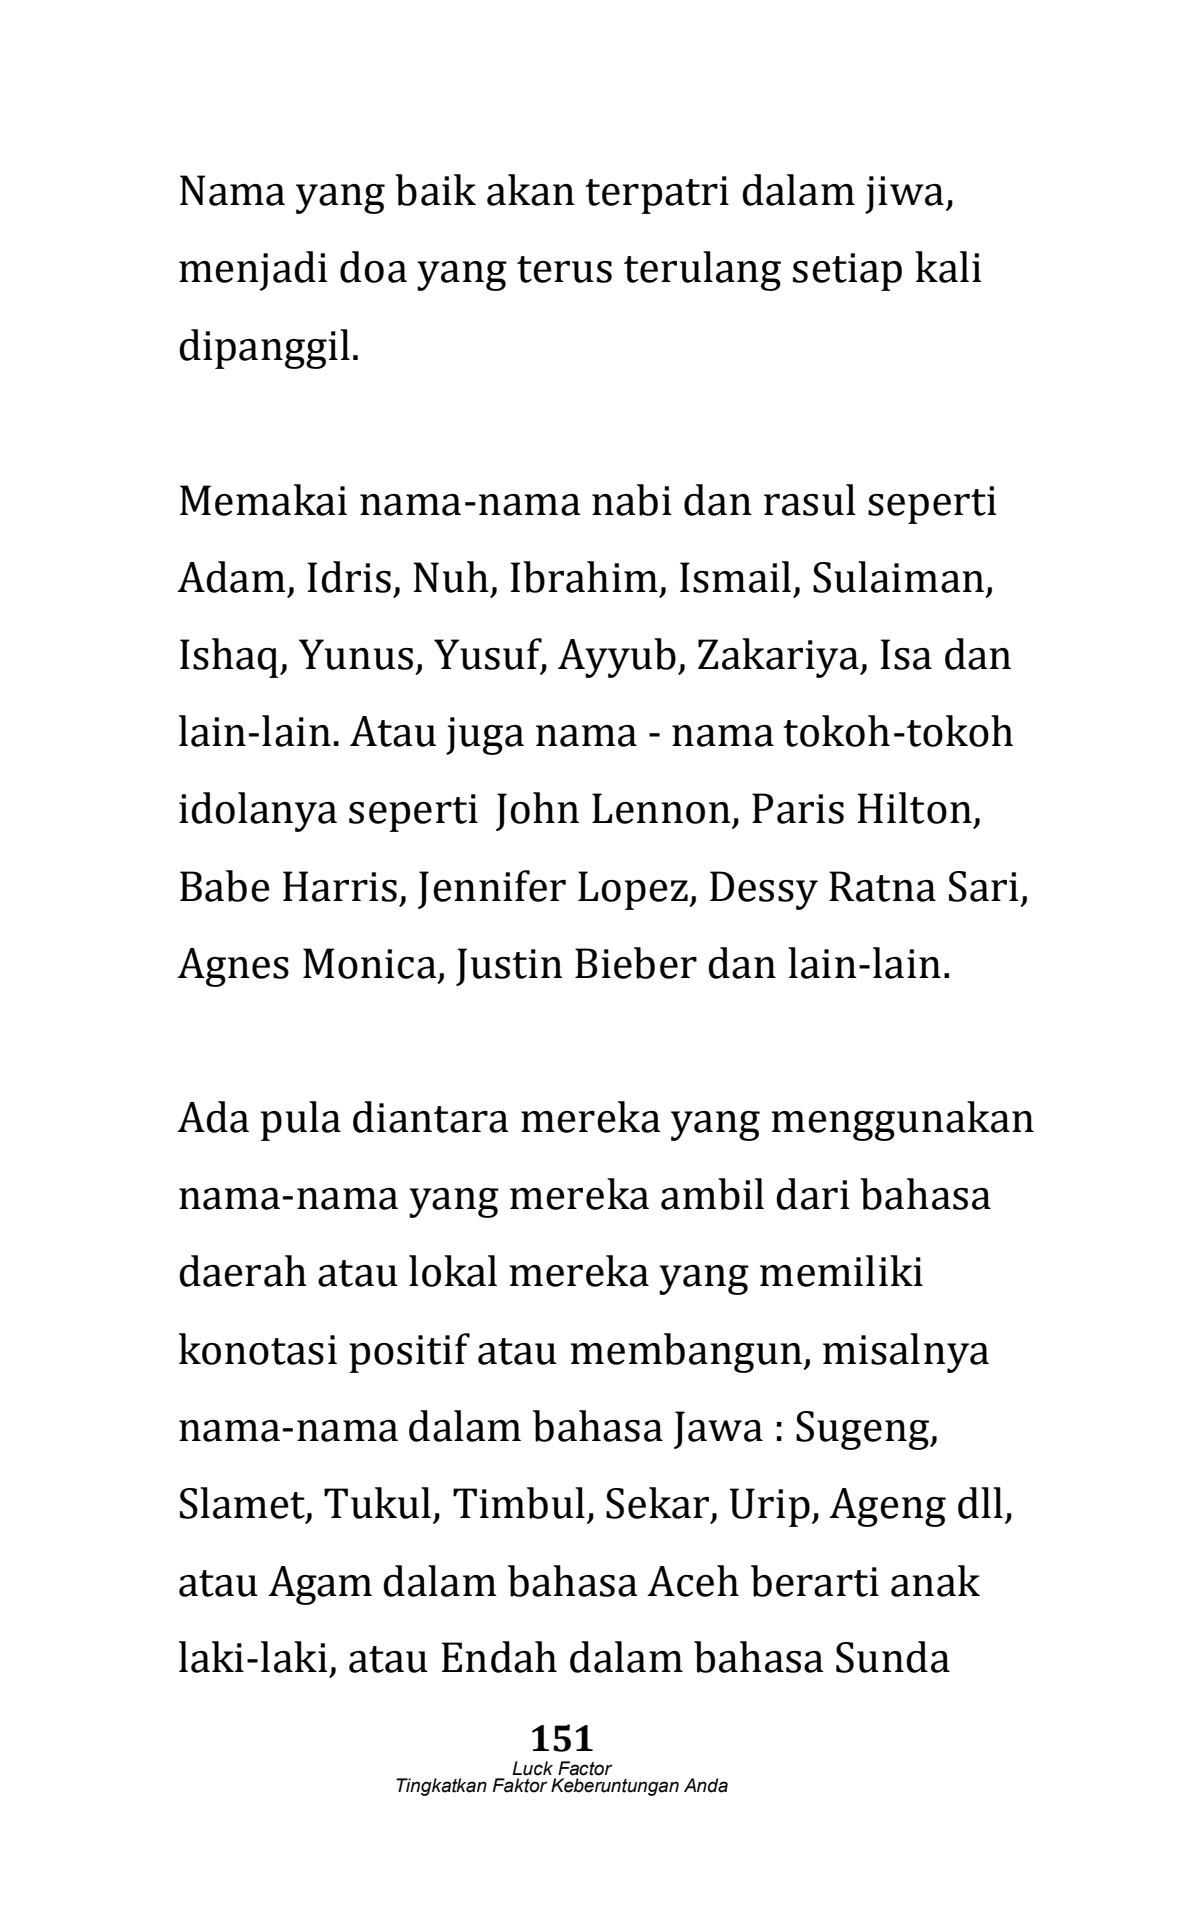 Nama yang baik akan terpatri dalam jiwa,
menjadi doa yang terus terulang setiap kali
dipanggil.
Memakai nama-nama nabi dan rasul seperti
Adam, Idris, Nuh, Ibrahim, Ismail, Sulaiman,
Ishaq, Yunus, Yusuf, Ayyub, Zakariya, Isa dan
lain-lain. Atau juga nama - nama tokoh-tokoh
idolanya seperti John Lennon, Paris Hilton,
Babe Harris, Jennifer Lopez, Dessy Ratna Sari,
Agnes Monica, Justin Bieber dan lain-lain.
Ada pula diantara mereka yang menggunakan
nama-nama yang mereka ambil dari bahasa
daerah atau lokal mereka yang memiliki
konotasi positif atau membangun, misalnya
nama-nama dalam bahasa Jawa : Sugeng,
Slamet, Tukul, Timbul, Sekar, Urip, Ageng dll,
atau Agam dalam bahasa Aceh berarti anak
laki-laki, atau Endah dalam bahasa Sunda
151
Luck Factor
Tingkatkan Faktor Keberuntungan Anda